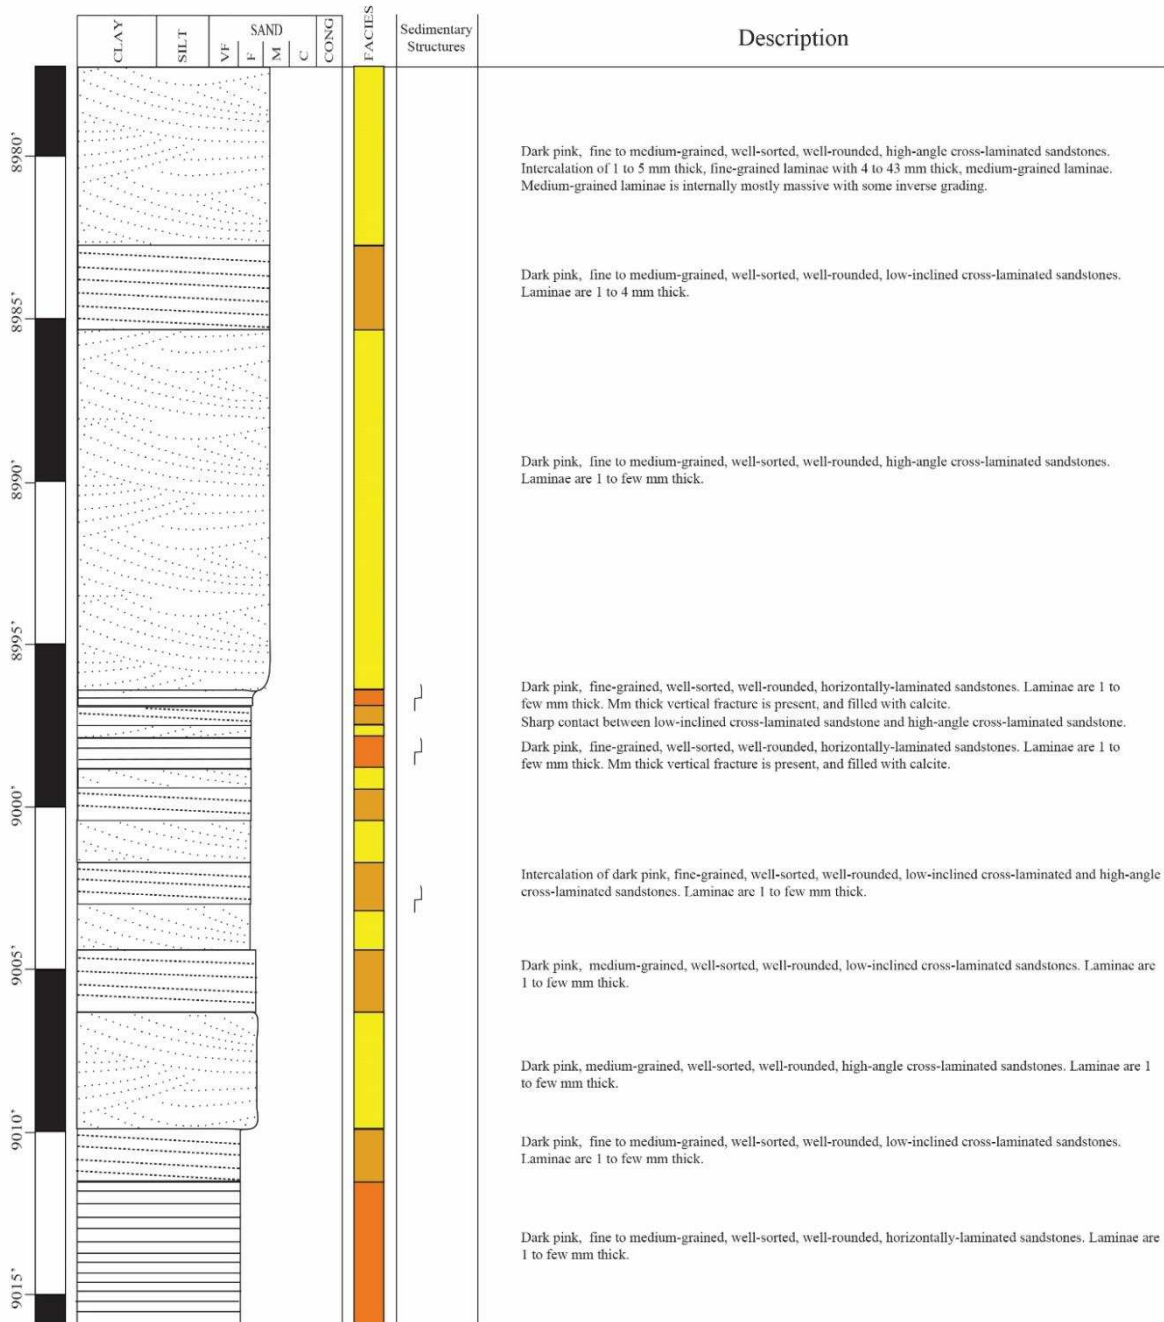 CLAY
SILT
SAND
VF
F
M
C
CONG
FACIES
Sedimentary
Structures
Description
8980'
Dark pink, fine to medium-grained, well-sorted, well-rounded, high-angle cross-laminated sandstones.
Intercalation of 1 to 5 mm thick, fine-grained laminae with 4 to 43 mm thick, medium-grained laminae.
Medium-grained laminae is internally mostly massive with some inverse grading.
Dark pink, fine to medium-grained, well-sorted, well-rounded, low-inclined cross-laminated sandstones.
Laminae are 1 to 4 mm thick.
8985'
Dark pink, fine to medium-grained, well-sorted, well-rounded, high-angle cross-laminated sandstones.
Laminae are 1 to few mm thick.
8990'
8995'
Dark pink, fine-grained, well-sorted, well-rounded, horizontally-laminated sandstones. Laminae are 1 to
few mm thick. Mm thick vertical fracture is present, and filled with calcite.
Sharp contact between low-inclined cross-laminated sandstone and high-angle cross-laminated sandstone.
Dark pink, fine-grained, well-sorted, well-rounded, horizontally-laminated sandstones. Laminae are 1 to
few mm thick. Mm thick vertical fracture is present, and filled with calcite.
9000'
Intercalation of dark pink, fine-grained, well-sorted, well-rounded, low-inclined cross-laminated and high-angle
cross-laminated sandstones. Laminae are 1 to few mm thick.
9005'
Dark pink, medium-grained, well-sorted, well-rounded, low-inclined cross-laminated sandstones. Laminae are
1 to few mm thick.
Dark pink, medium-grained, well-sorted, well-rounded, high-angle cross-laminated sandstones. Laminae are 1
to few mm thick.
9010'
Dark pink, fine to medium-grained, well-sorted, well-rounded, low-inclined cross-laminated sandstones.
Laminae are 1 to few mm thick.
Dark pink, fine to medium-grained, well-sorted, well-rounded, horizontally-laminated sandstones. Laminae are
1 to few mm thick.
9015'